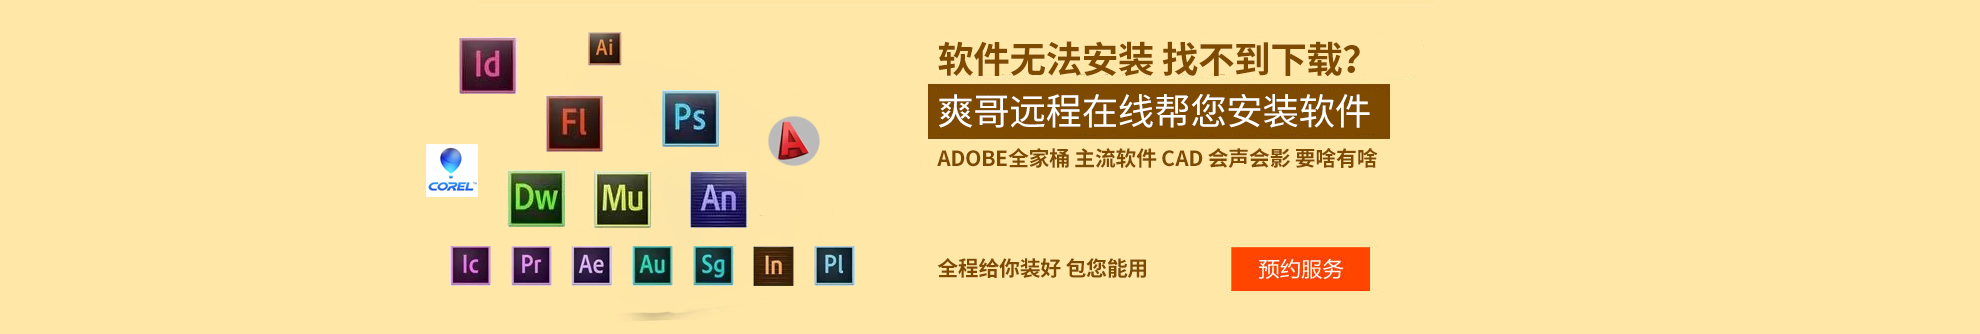 Id
Ai
Fl
Ps
A
COREL™
Dw
Mu
An
Ic
Pr
Ae
Au
Sg
In
Pl
软件无法安装 找不到下载？
爽哥远程在线帮您安装软件
ADOBE全家桶 主流软件 CAD 会声会影 要啥有啥
全程给你装好 包您能用
预约服务